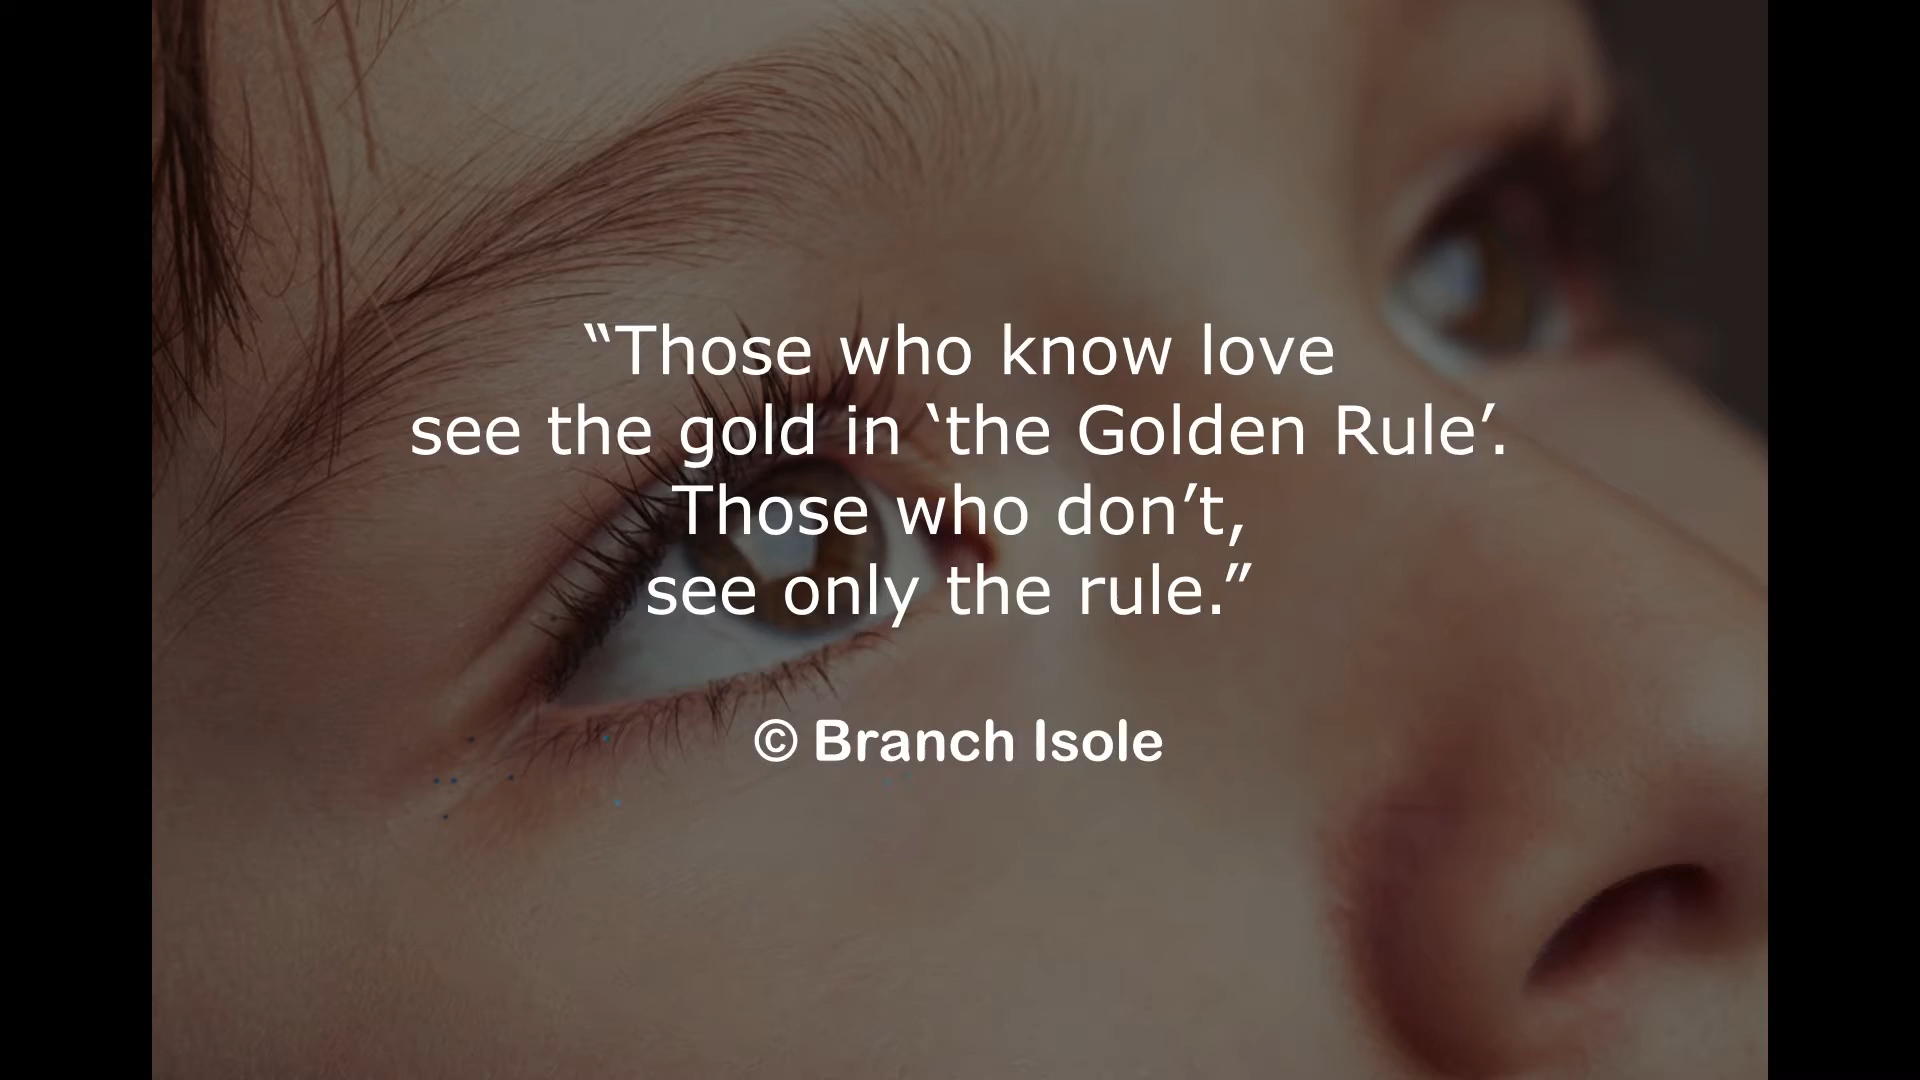 “Those who know love
see the gold in ‘the Golden Rule’.
Those who don’t,
see only the rule.”
© Branch Isole